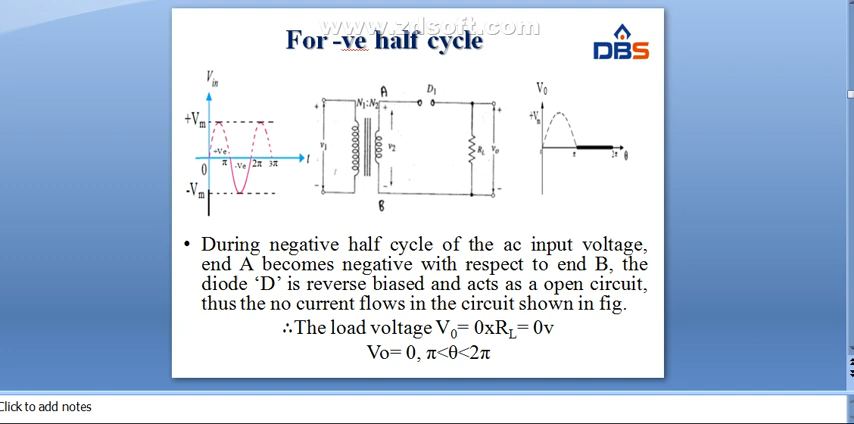 www.zdsoft.com
For -ve half cycle
DBS
Vin
+Vm
+Ve
π
-Ve
2π
3π
t
0
-Vm
A
D1
N1:N2
+
+
+
v1
v2
RL
Vo
-
-
-
B
V0
+Vm
π
2π
θ
• During negative half cycle of the ac input voltage,
end A becomes negative with respect to end B, the
diode ‘D’ is reverse biased and acts as a open circuit,
thus the no current flows in the circuit shown in fig.
∴The load voltage V0= 0xRL= 0v
Vo= 0, π<θ<2π
Click to add notes